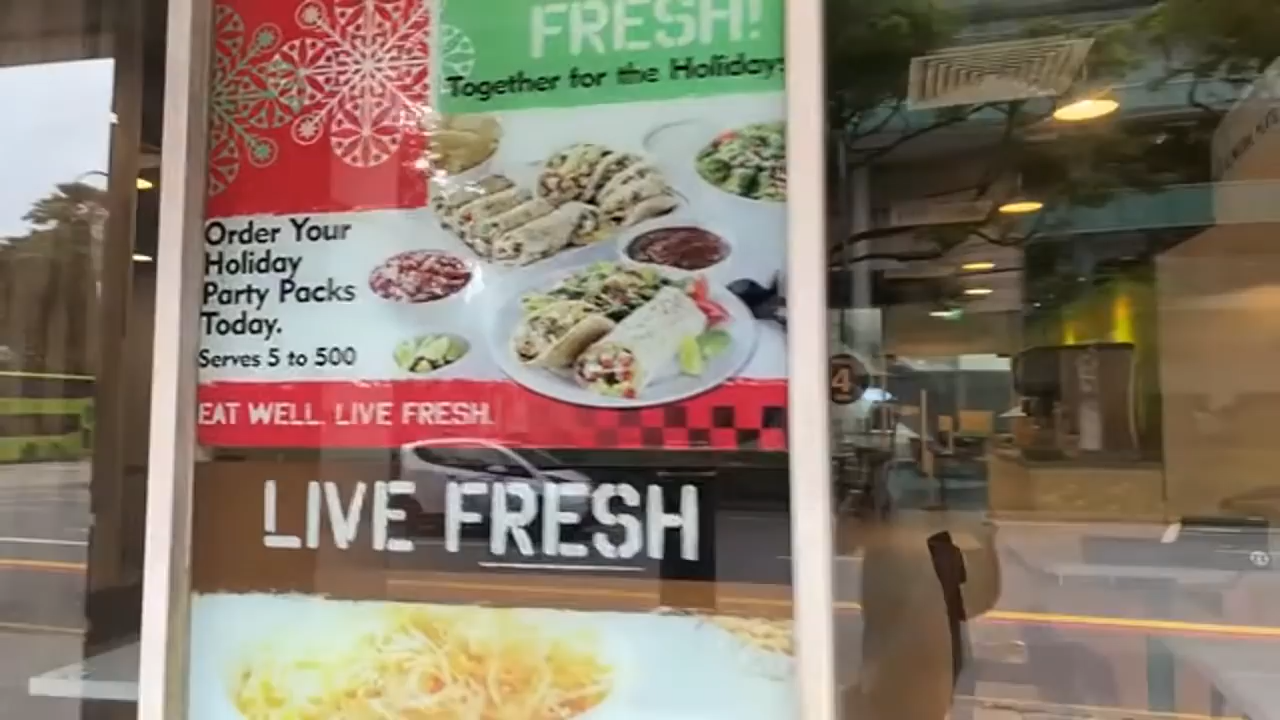 FRESH!
Together for the Holidays
Order Your
Holiday
Party Packs
Today.
Serves 5 to 500
EAT WELL. LIVE FRESH.
4
LIVE FRESH